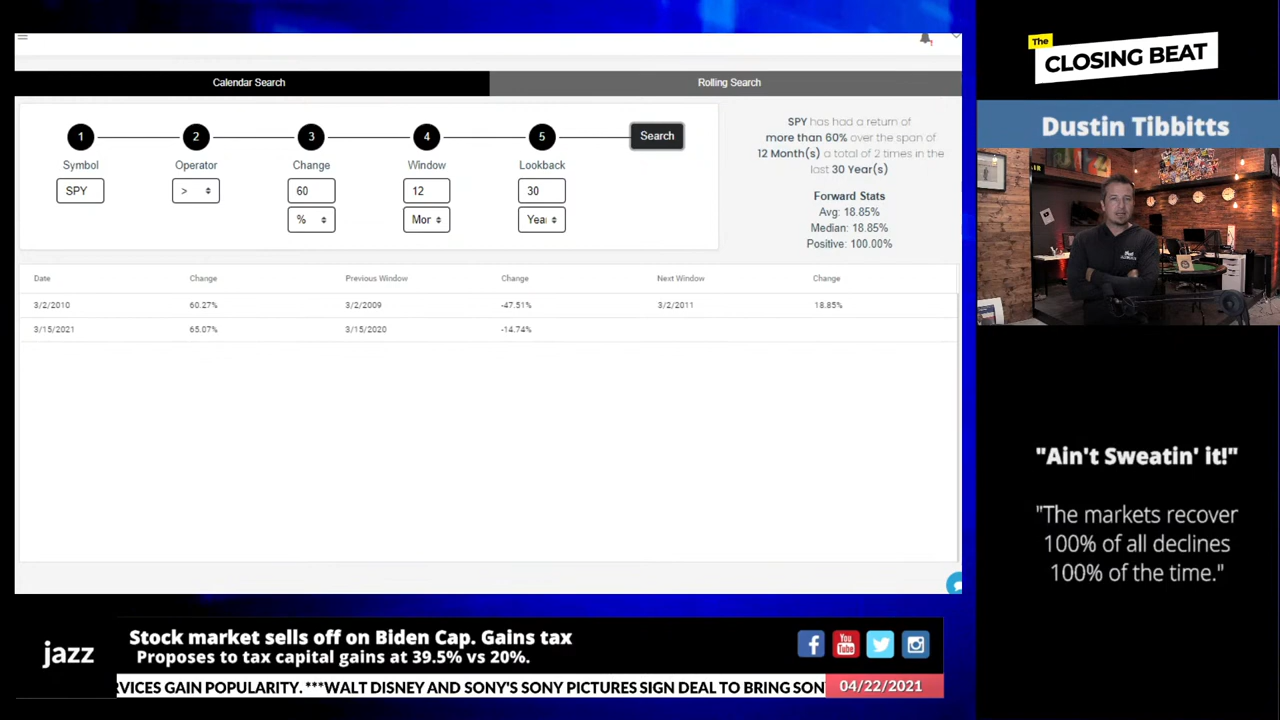 Calendar Search
Rolling Search
1 2 3 4 5 Search
Symbol Operator Change Window Lookback
SPY > 60 12 30
% Mor Yea
SPY has had a return of
more than 60% over the span of
12 Month(s) a total of 2 times in the
last 30 Year(s)
Forward Stats
Avg: 18.85%
Median: 18.85%
Positive: 100.00%
Date Change Previous Window Change Next Window Change
3/2/2010 60.27% 3/2/2009 -47.51% 3/2/2011 18.85%
3/15/2021 65.07% 3/15/2020 -14.74%
The
CLOSING BEAT
Dustin Tibbitts
"Ain't Sweatin' it!"
"The markets recover
100% of all declines
100% of the time."
jazz
Stock market sells off on Biden Cap. Gains tax
Proposes to tax capital gains at 39.5% vs 20%.
f You Tube
RVICES GAIN POPULARITY. ***WALT DISNEY AND SONY'S SONY PICTURES SIGN DEAL TO BRING SON
04/22/2021